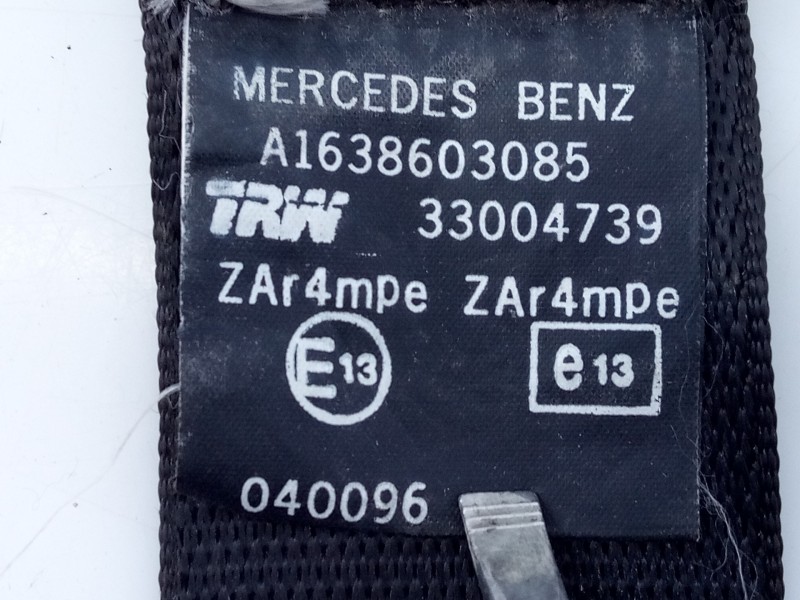 MERCEDES BENZ
A1638603085
TRW 33004739
ZAr4mpe ZAr4mpe
E13 e13
040096